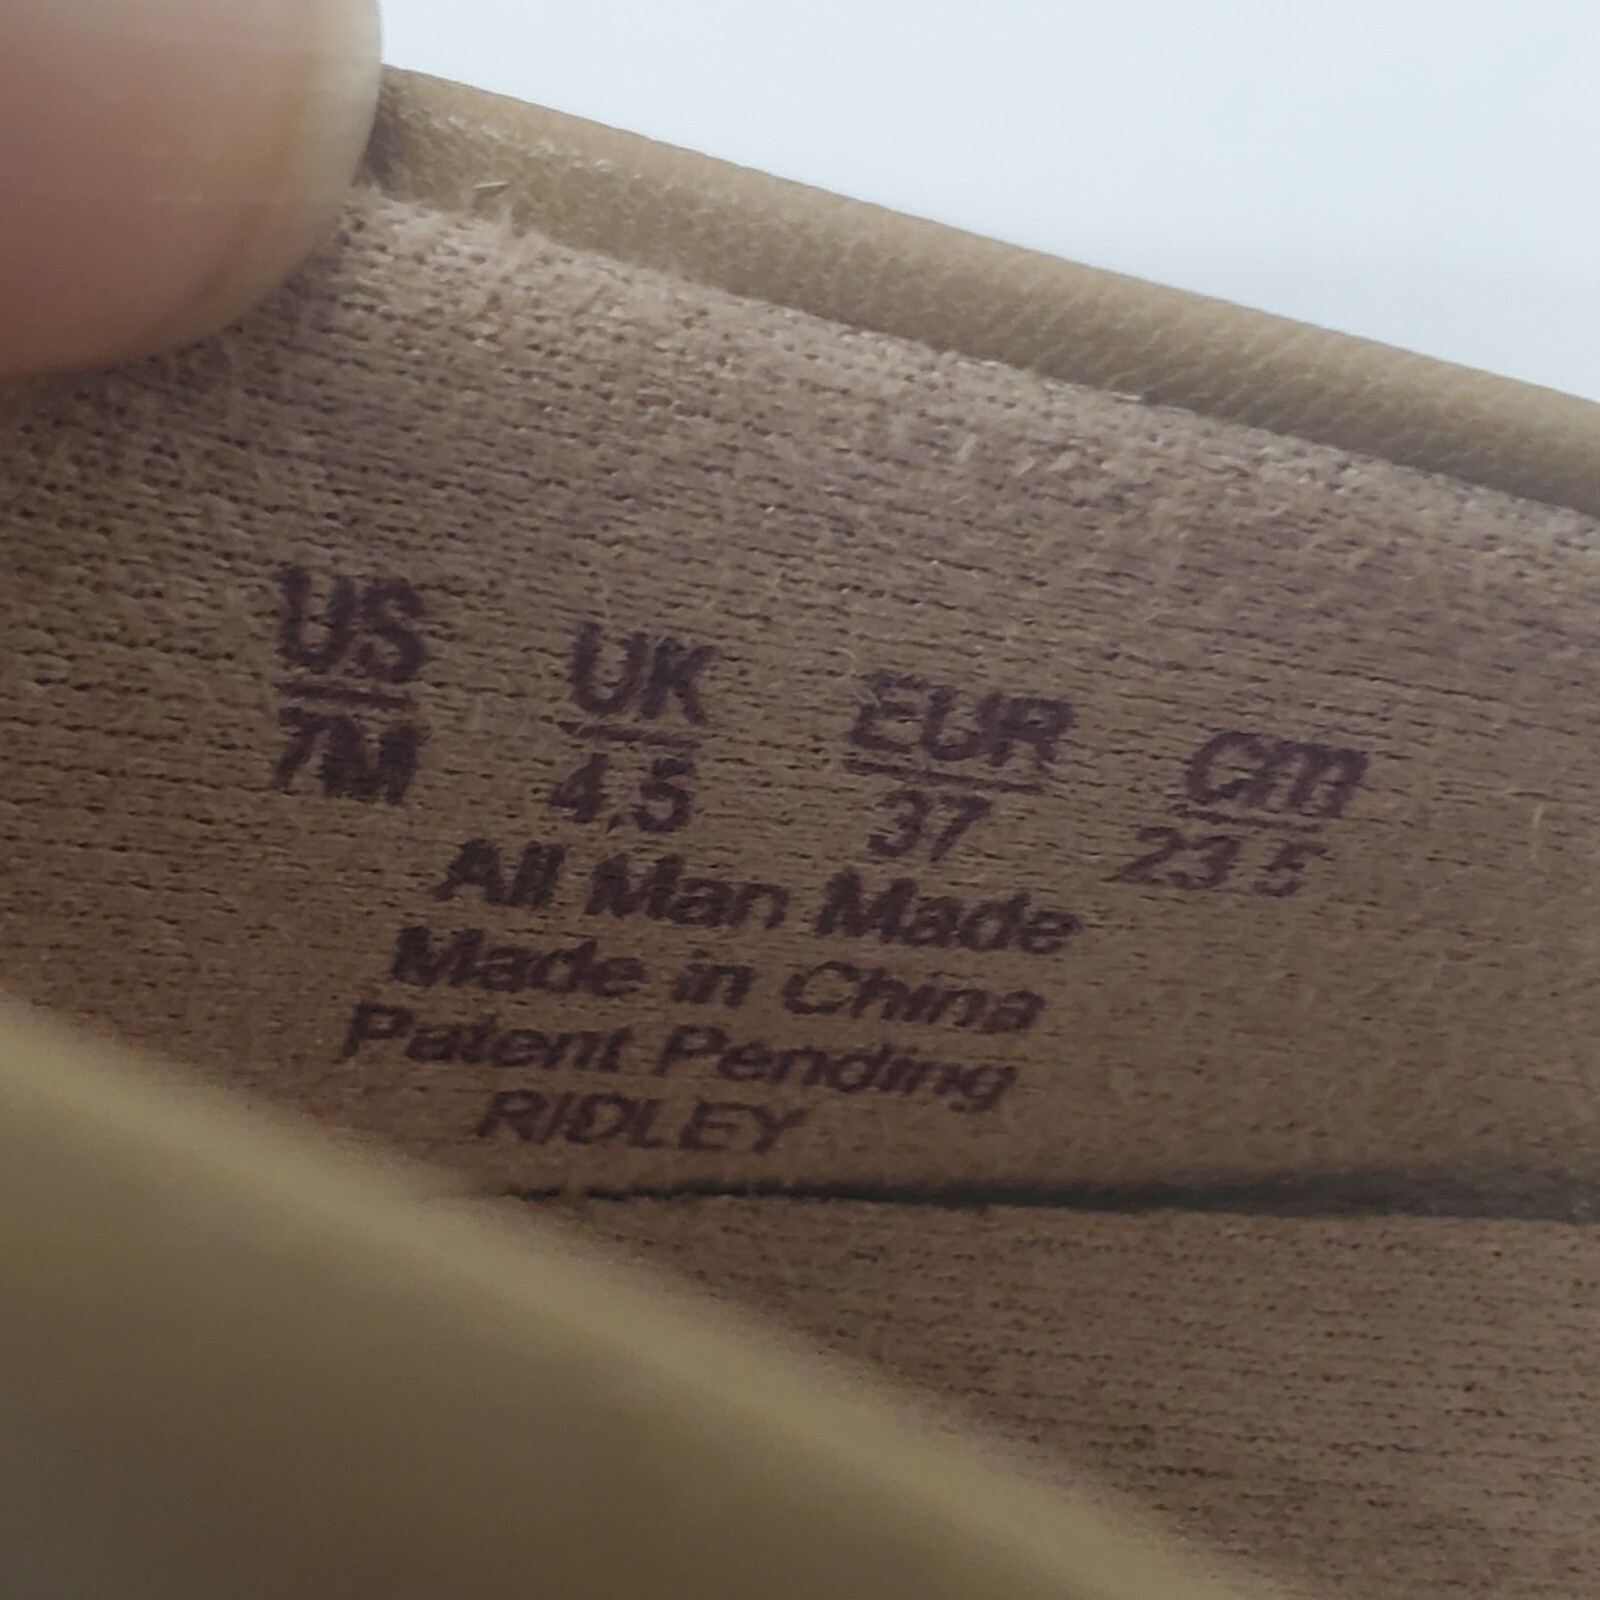 US UK EUR cm
7M 4.5 37 23.5
All Man Made
Made in China
Patent Pending
RIDLEY